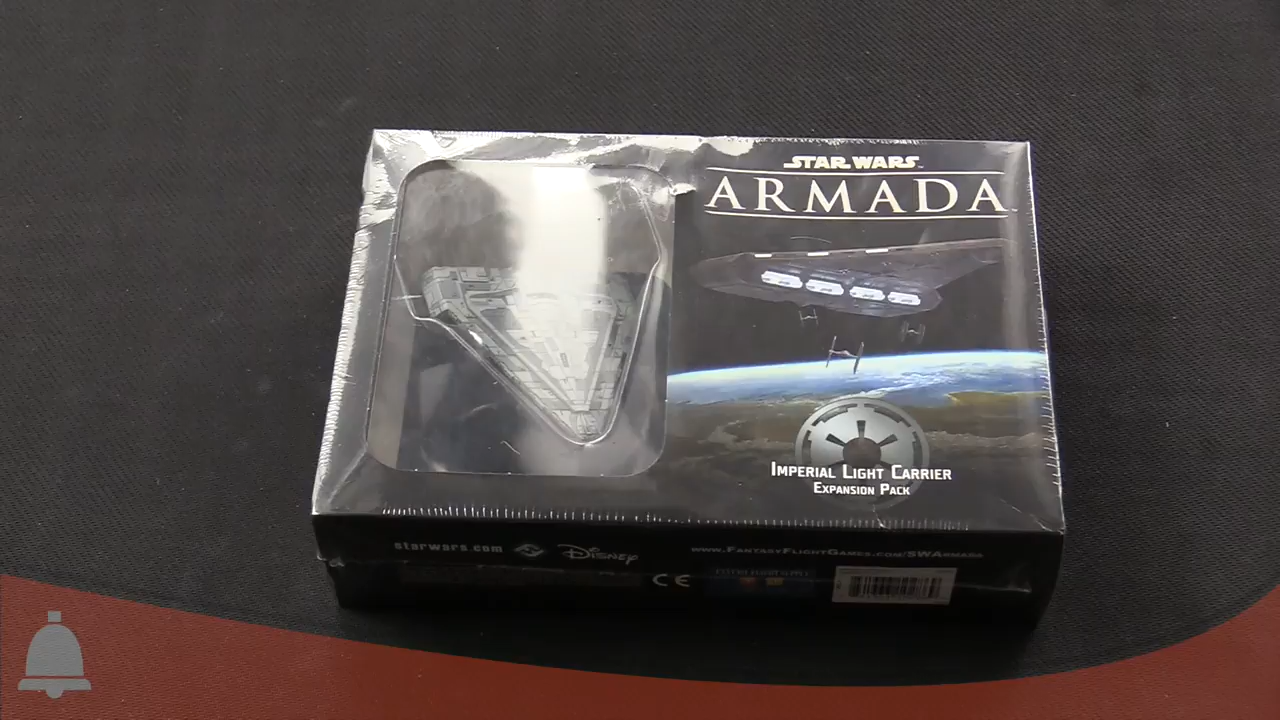 STAR WARS
ARMADA
IMPERIAL LIGHT CARRIER
EXPANSION PACK
starwars.com
DISNEY
WWW.FANTASYFLIGHTGAMES.COM/SWARMADA
CE